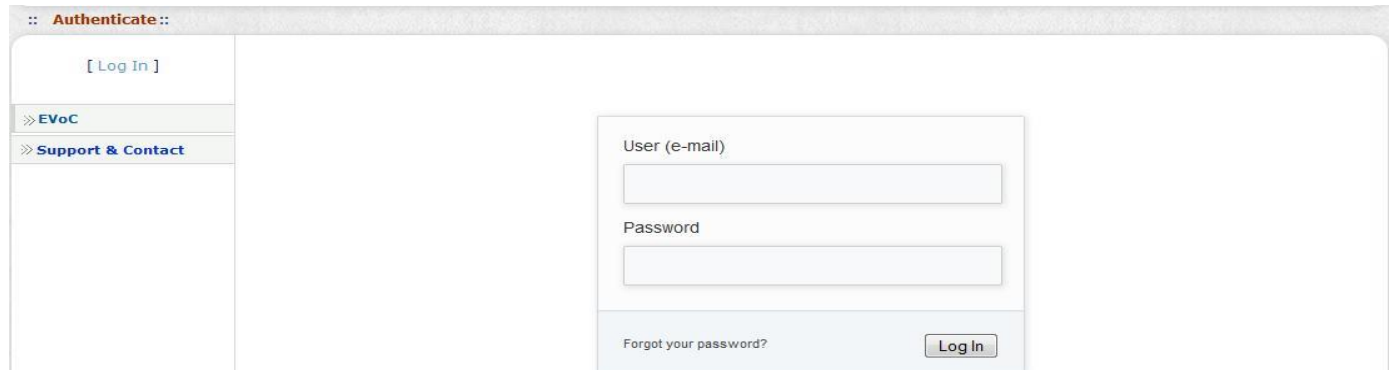 :: Authenticate ::
[ Log In ]
EVoC
Support & Contact
User (e-mail)
Password
Forgot your password?
Log In